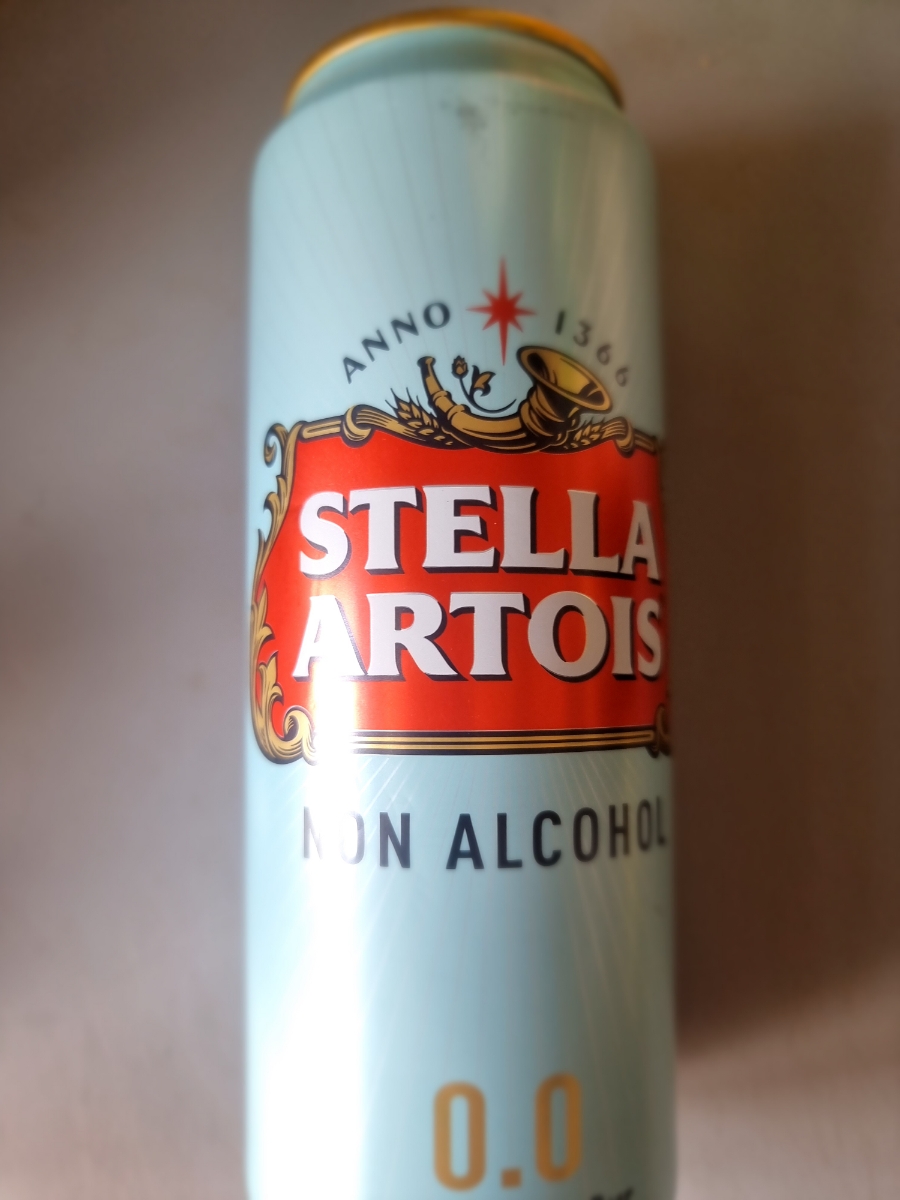 ANNO 1366
STELLA
ARTOIS
NON ALCOHOL
0.0